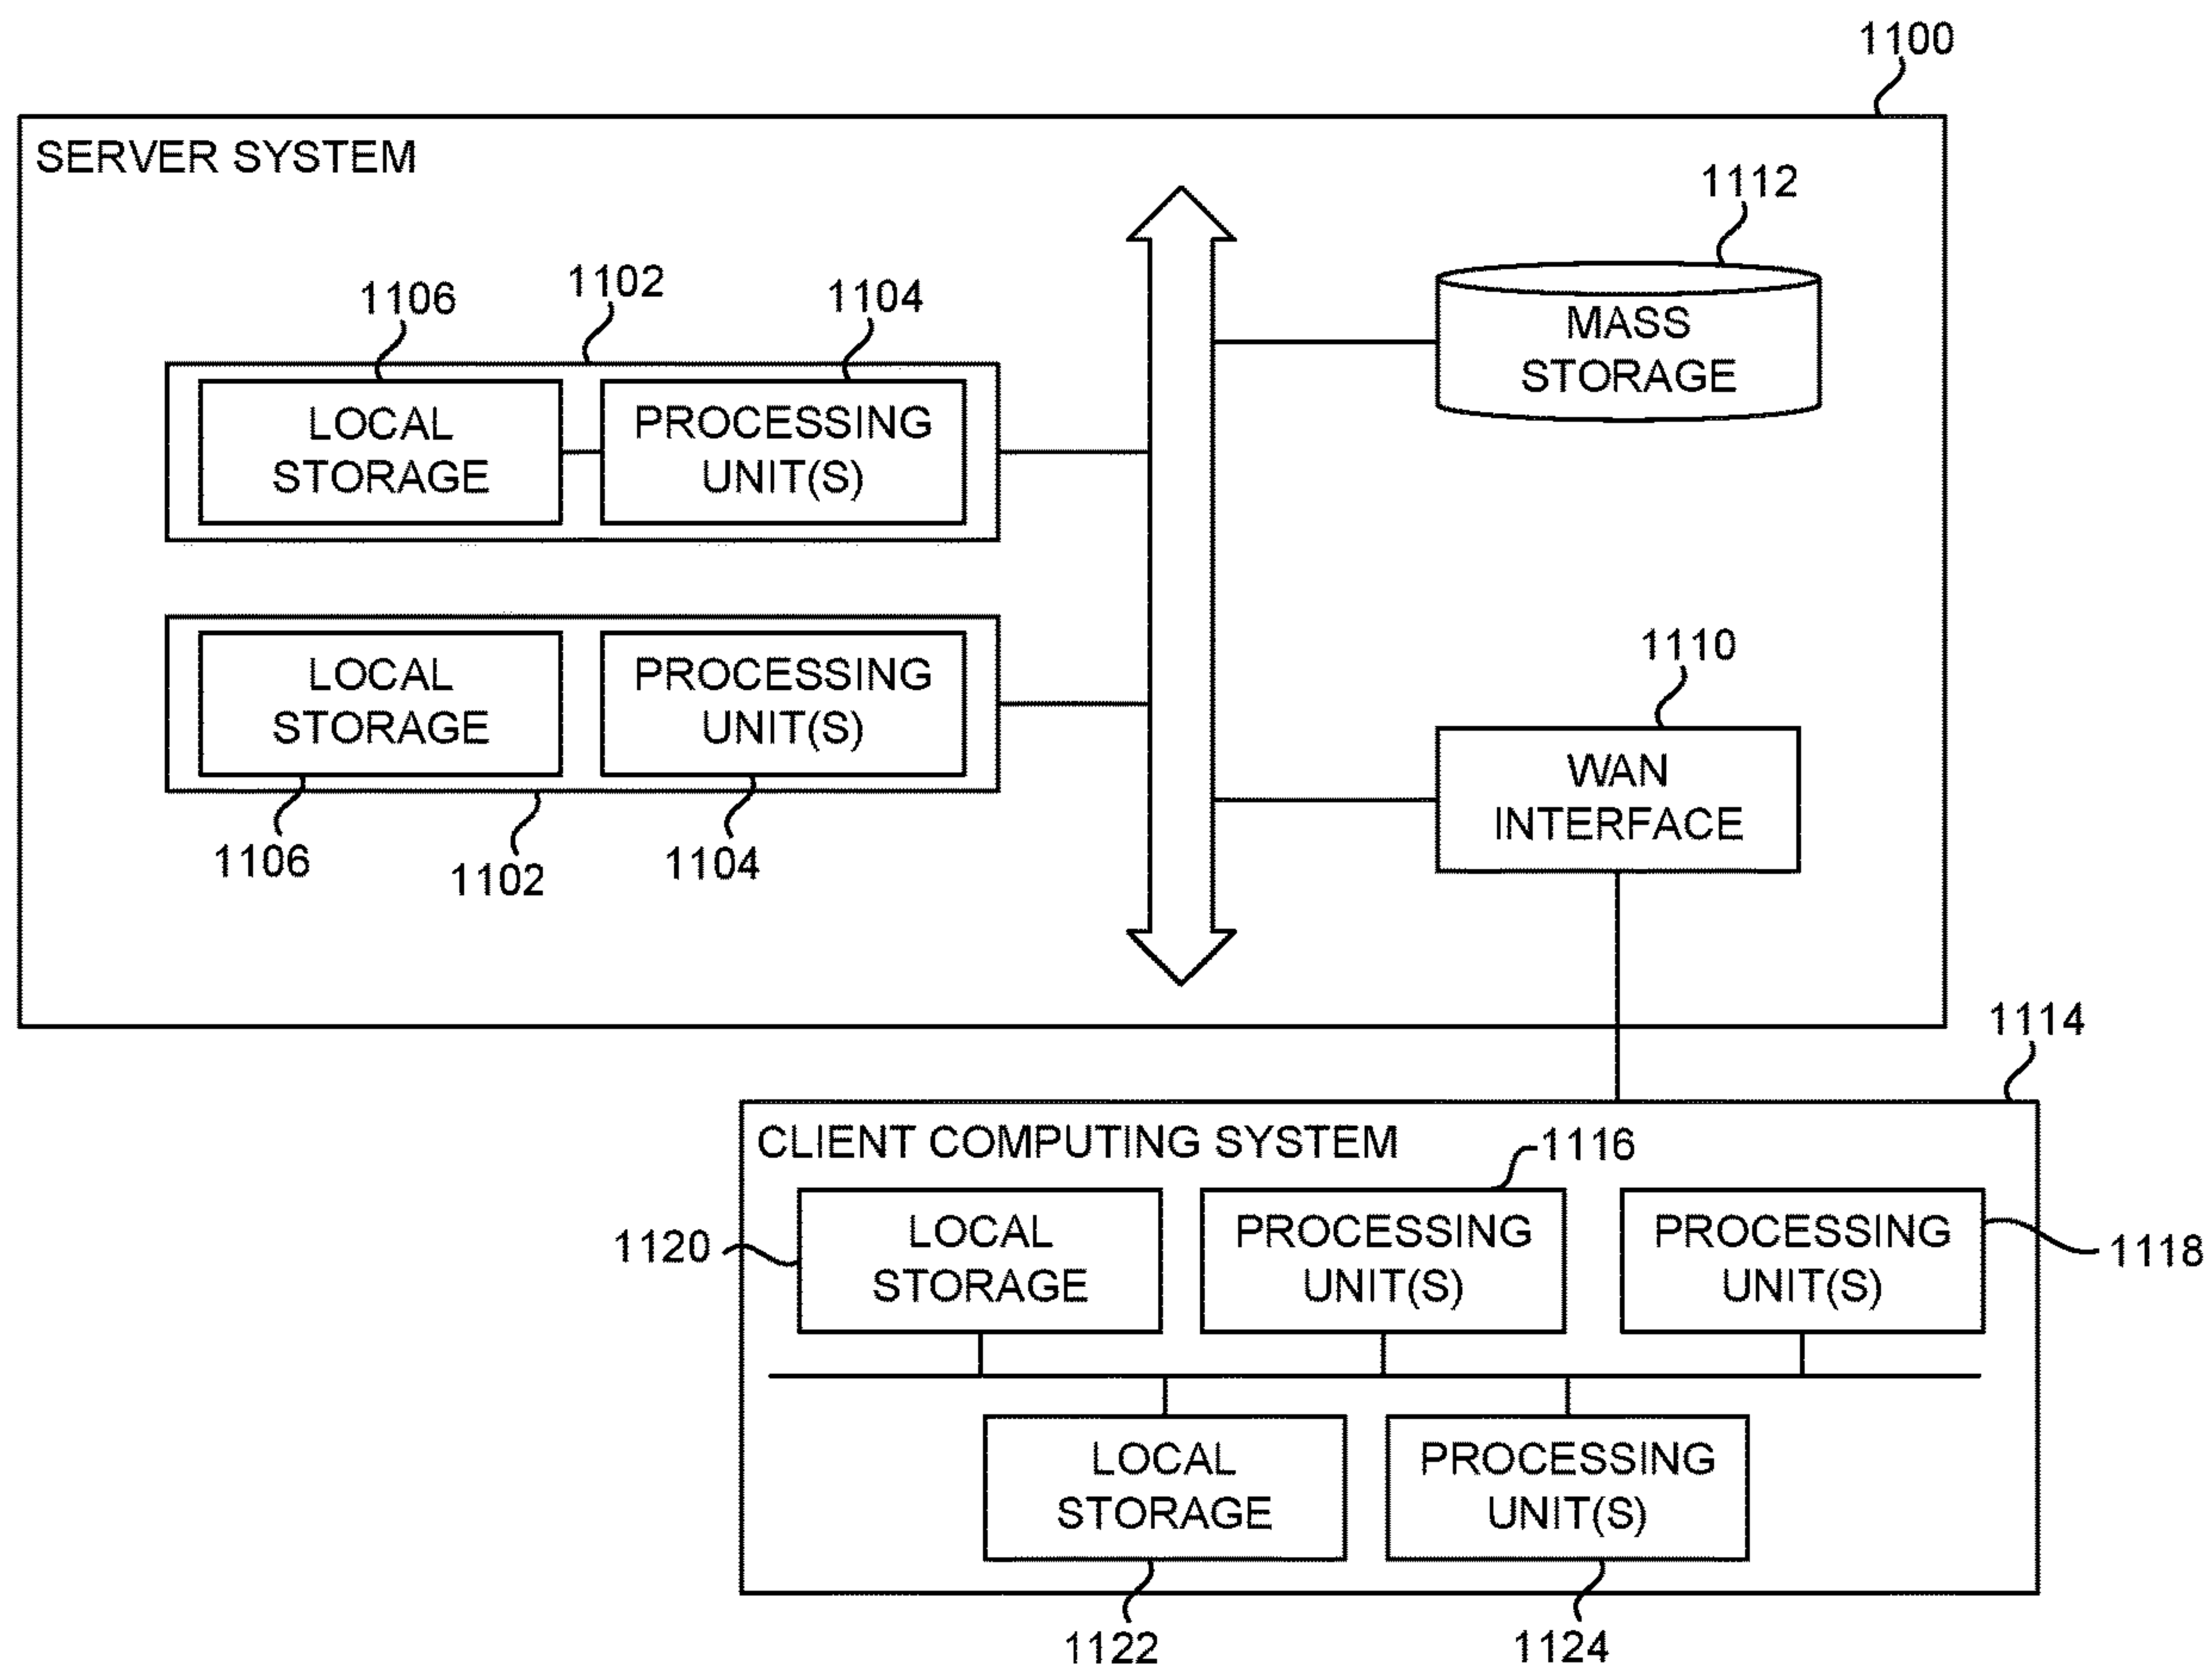 1100
SERVER SYSTEM
1112
1106
1102
1104
MASS
STORAGE
LOCAL
STORAGE
PROCESSING
UNIT(S)
LOCAL
STORAGE
PROCESSING
UNIT(S)
1110
WAN
INTERFACE
1106
1102
1104
1114
CLIENT COMPUTING SYSTEM
1116
1120
LOCAL
STORAGE
PROCESSING
UNIT(S)
PROCESSING
UNIT(S)
1118
LOCAL
STORAGE
PROCESSING
UNIT(S)
1122
1124